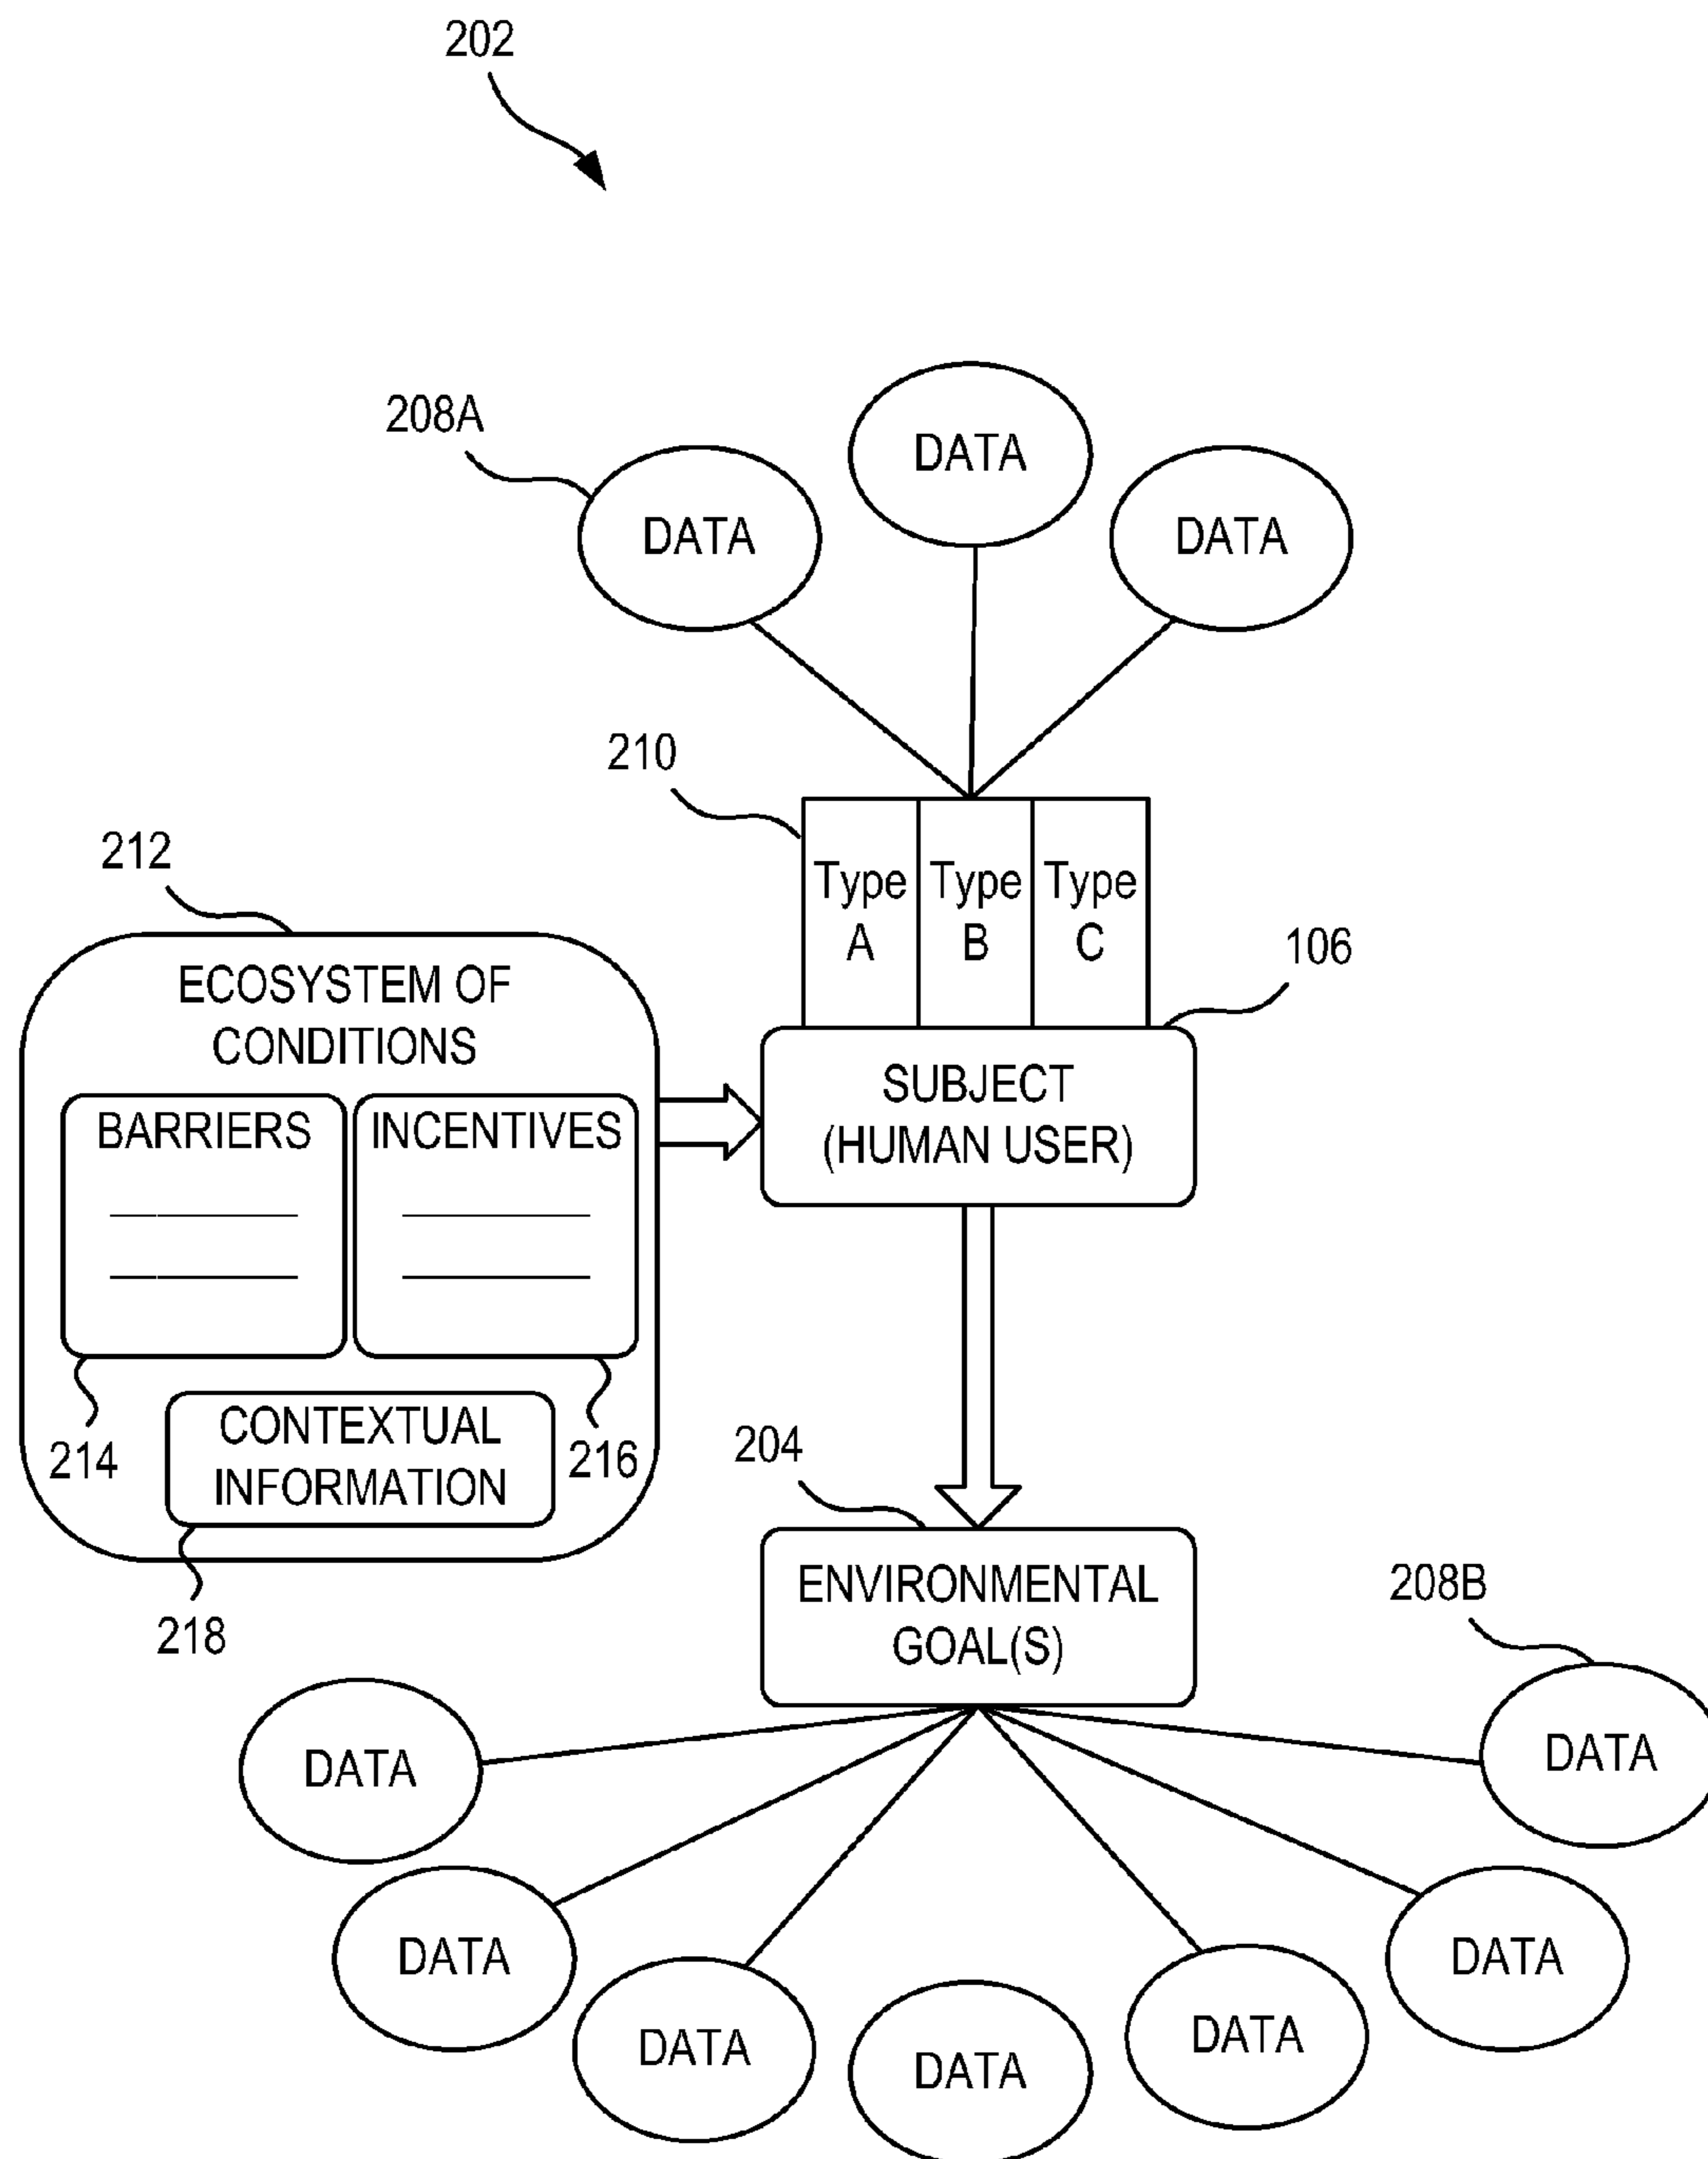 202
208A
DATA
DATA
DATA
210
Type
A
Type
B
Type
C
106
212
ECOSYSTEM OF
CONDITIONS
BARRIERS
INCENTIVES
SUBJECT
(HUMAN USER)
214
216
CONTEXTUAL
INFORMATION
218
204
ENVIRONMENTAL
GOAL(S)
208B
DATA
DATA
DATA
DATA
DATA
DATA
DATA